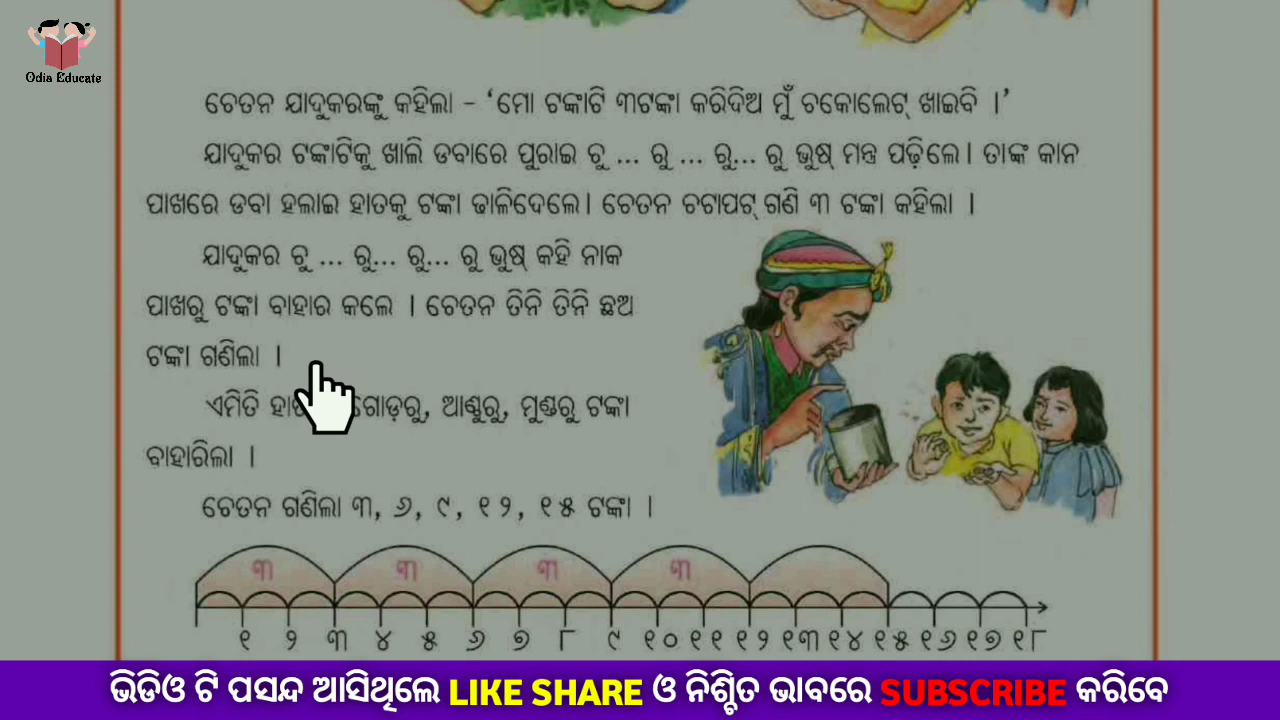 Odia Educate
ଚେତନ ଯାଦୁକରଙ୍କୁ କହିଲା – ‘ମୋ ଟଙ୍କାଟି ୩ଟଙ୍କା କରିଦିଅ ମୁଁ ଚକୋଲେଟ୍ ଖାଇବି ।’
ଯାଦୁକର ଟଙ୍କାଟିକୁ ଖାଲି ଡବାରେ ପୁରାଇ ଚୁ ... ରୁ ... ରୁ... ରୁ ଭୁଷ୍ ମନ୍ତ୍ର ପଢ଼ିଲେ। ତାଙ୍କ କାନ
ପାଖରେ ଡବା ହଲାଇ ହାତକୁ ଟଙ୍କା ଢାଳିଦେଲେ। ଚେତନ ଚଟାପଟ୍ ଗଣି ୩ ଟଙ୍କା କହିଲା ।
ଯାଦୁକର ଚୁ ... ରୁ... ରୁ... ରୁ ଭୁଷ୍ କହି ନାକ
ପାଖରୁ ଟଙ୍କା ବାହାର କଲେ । ଚେତନ ତିନି ତିନି ଛଅ
ଟଙ୍କା ଗଣିଲା ।
ଏମିତି ଗୋଡ଼ରୁ, ଆଣ୍ଠୁରୁ, ମୁଣ୍ଡରୁ ଟଙ୍କା
ବାହାରିଲା ।
ଚେତନ ଗଣିଲା ୩, ୬, ୯, ୧୨, ୧୫ ଟଙ୍କା ।
୩ ୩ ୩ ୩
୧ ୨ ୩ ୪ ୫ ୬ ୭ ୮ ୯ ୧୦ ୧୧ ୧୨ ୧୩ ୧୪ ୧୫ ୧୬ ୧୭ ୧୮
ଭିଡିଓ ଟି ପସନ୍ଦ ଆସିଥିଲେ LIKE SHARE ଓ ନିଶ୍ଚିତ ଭାବରେ SUBSCRIBE କରିବେ